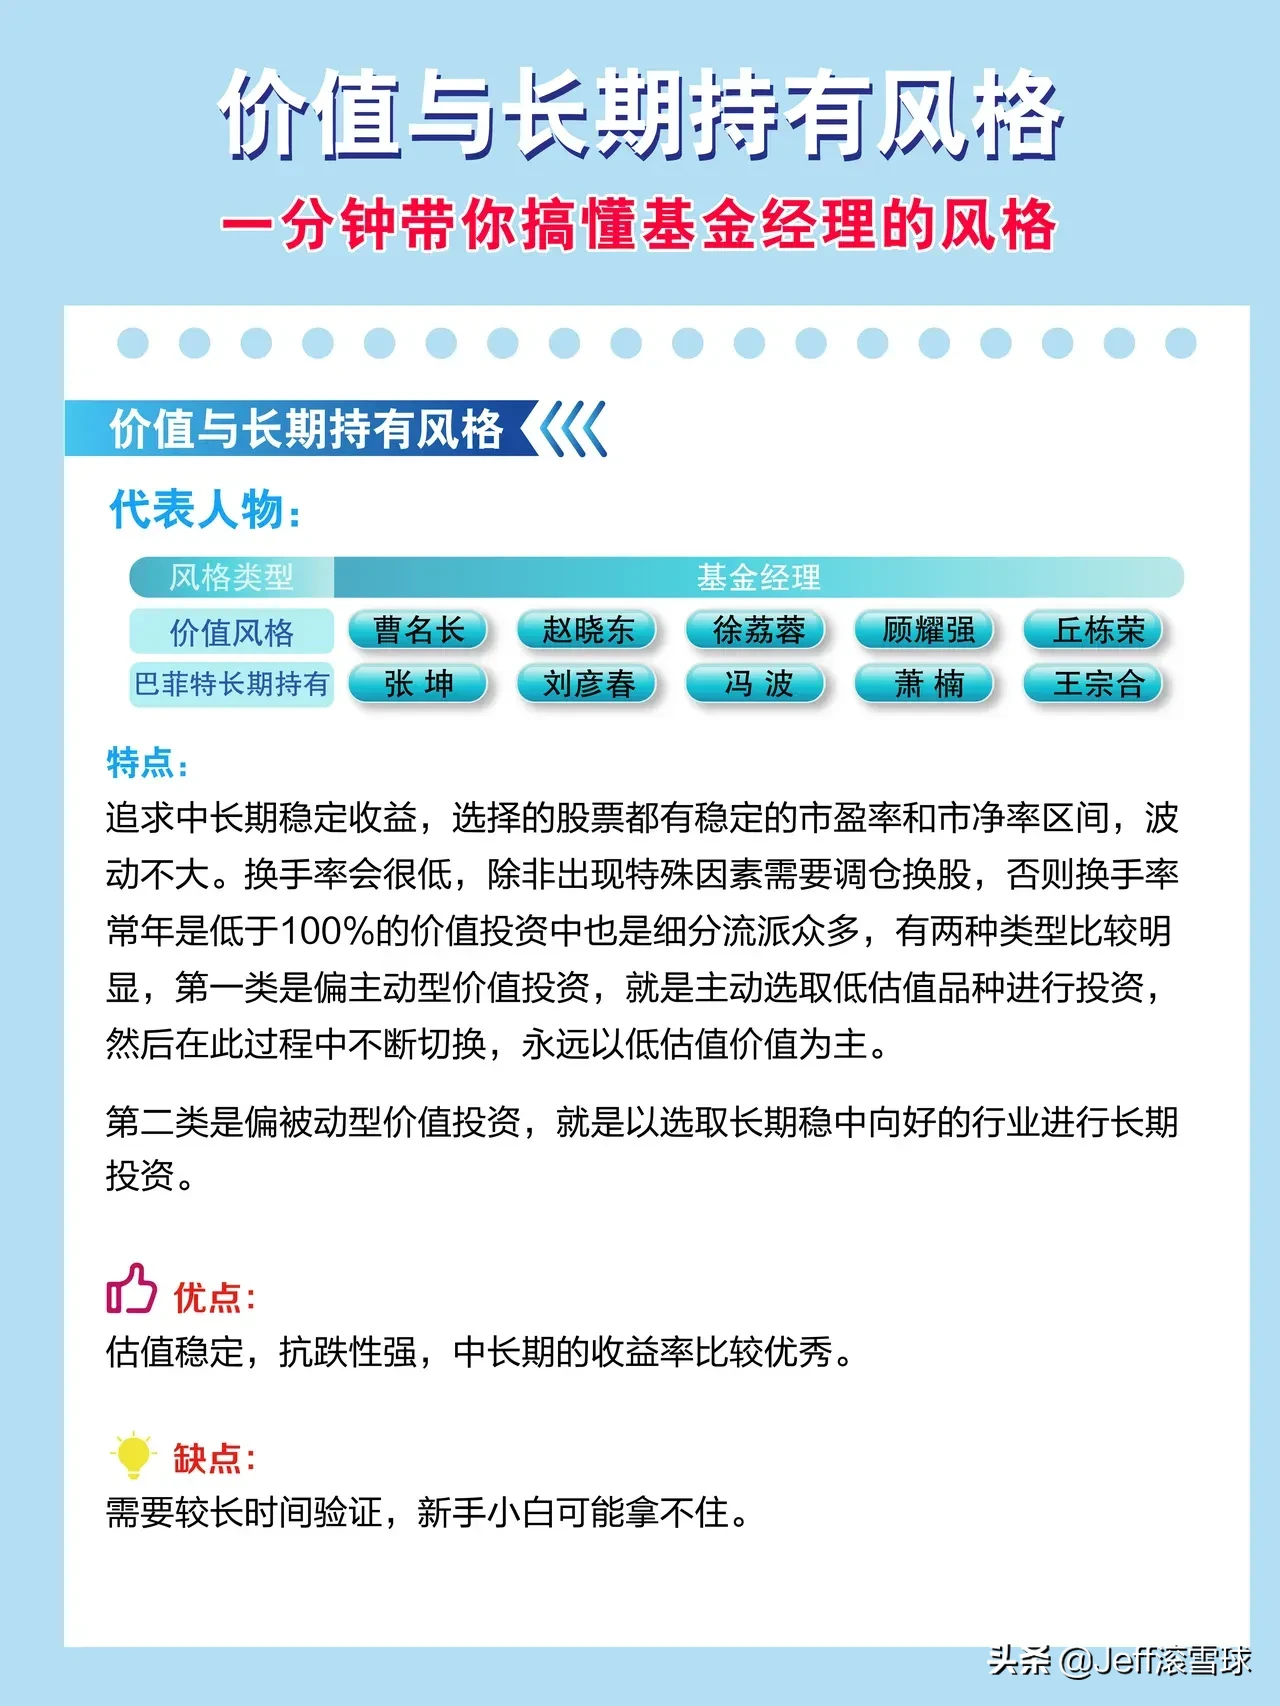 价值与长期持有风格
一分钟带你搞懂基金经理的风格
价值与长期持有风格
代表人物：
风格类型 基金经理
价值风格 曹名长 赵晓东 徐荔蓉 顾耀强 丘栋荣
巴菲特长期持有 张 坤 刘彦春 冯 波 萧 楠 王宗合
特点：
追求中长期稳定收益，选择的股票都有稳定的市盈率和市净率区间，波
动不大。换手率会很低，除非出现特殊因素需要调仓换股，否则换手率
常年是低于100%的价值投资中也是细分流派众多，有两种类型比较明
显，第一类是偏主动型价值投资，就是主动选取低估值品种进行投资，
然后在此过程中不断切换，永远以低估值价值为主。
第二类是偏被动型价值投资，就是以选取长期稳中向好的行业进行长期
投资。
优点：
估值稳定，抗跌性强，中长期的收益率比较优秀。
缺点：
需要较长时间验证，新手小白可能拿不住。
头条 @Jeff滚雪球